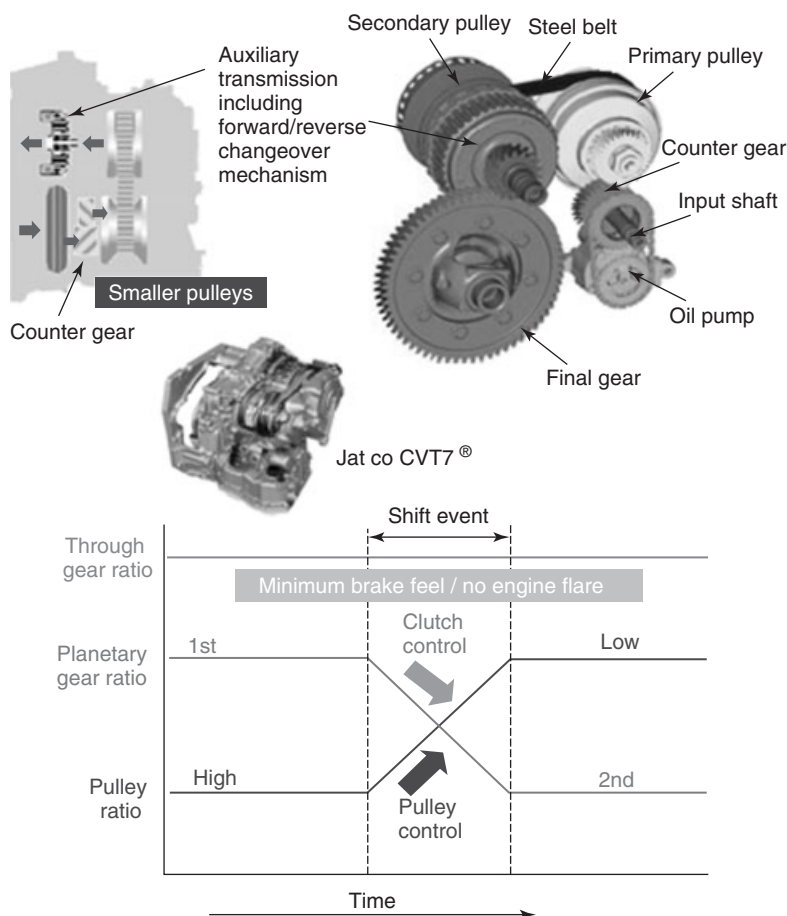 Secondary pulley
Steel belt
Primary pulley
Auxiliary
transmission
including
forward/reverse
changeover
mechanism
Counter gear
Input shaft
Smaller pulleys
Counter gear
Oil pump
Final gear
Jat co CVT7 ®
Shift event
Through
gear ratio
Minimum brake feel / no engine flare
Clutch
control
1st
Low
Planetary
gear ratio
High
2nd
Pulley
ratio
Pulley
control
Time